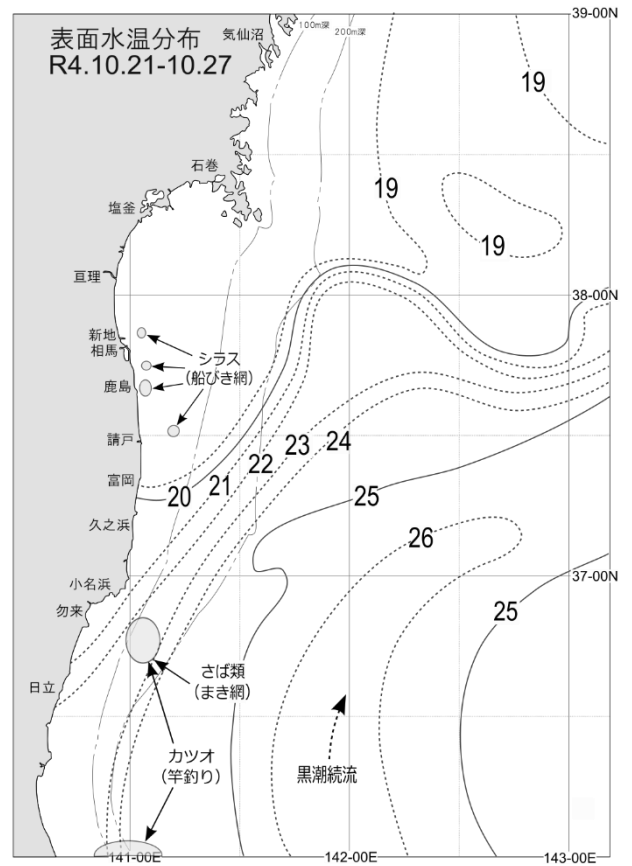 表面水温分布
R4.10.21-10.27
気仙沼
100m深
200m深
39-00N
19
石巻
19
塩釜
19
亘理
38-00N
新地
相馬
シラス
(船びき網)
鹿島
請戸
富岡
20
21
22
23
24
25
久之浜
26
37-00N
小名浜
勿来
25
さば類
(まき網)
日立
カツオ
(竿釣り)
黒潮続流
141-00E
142-00E
143-00E